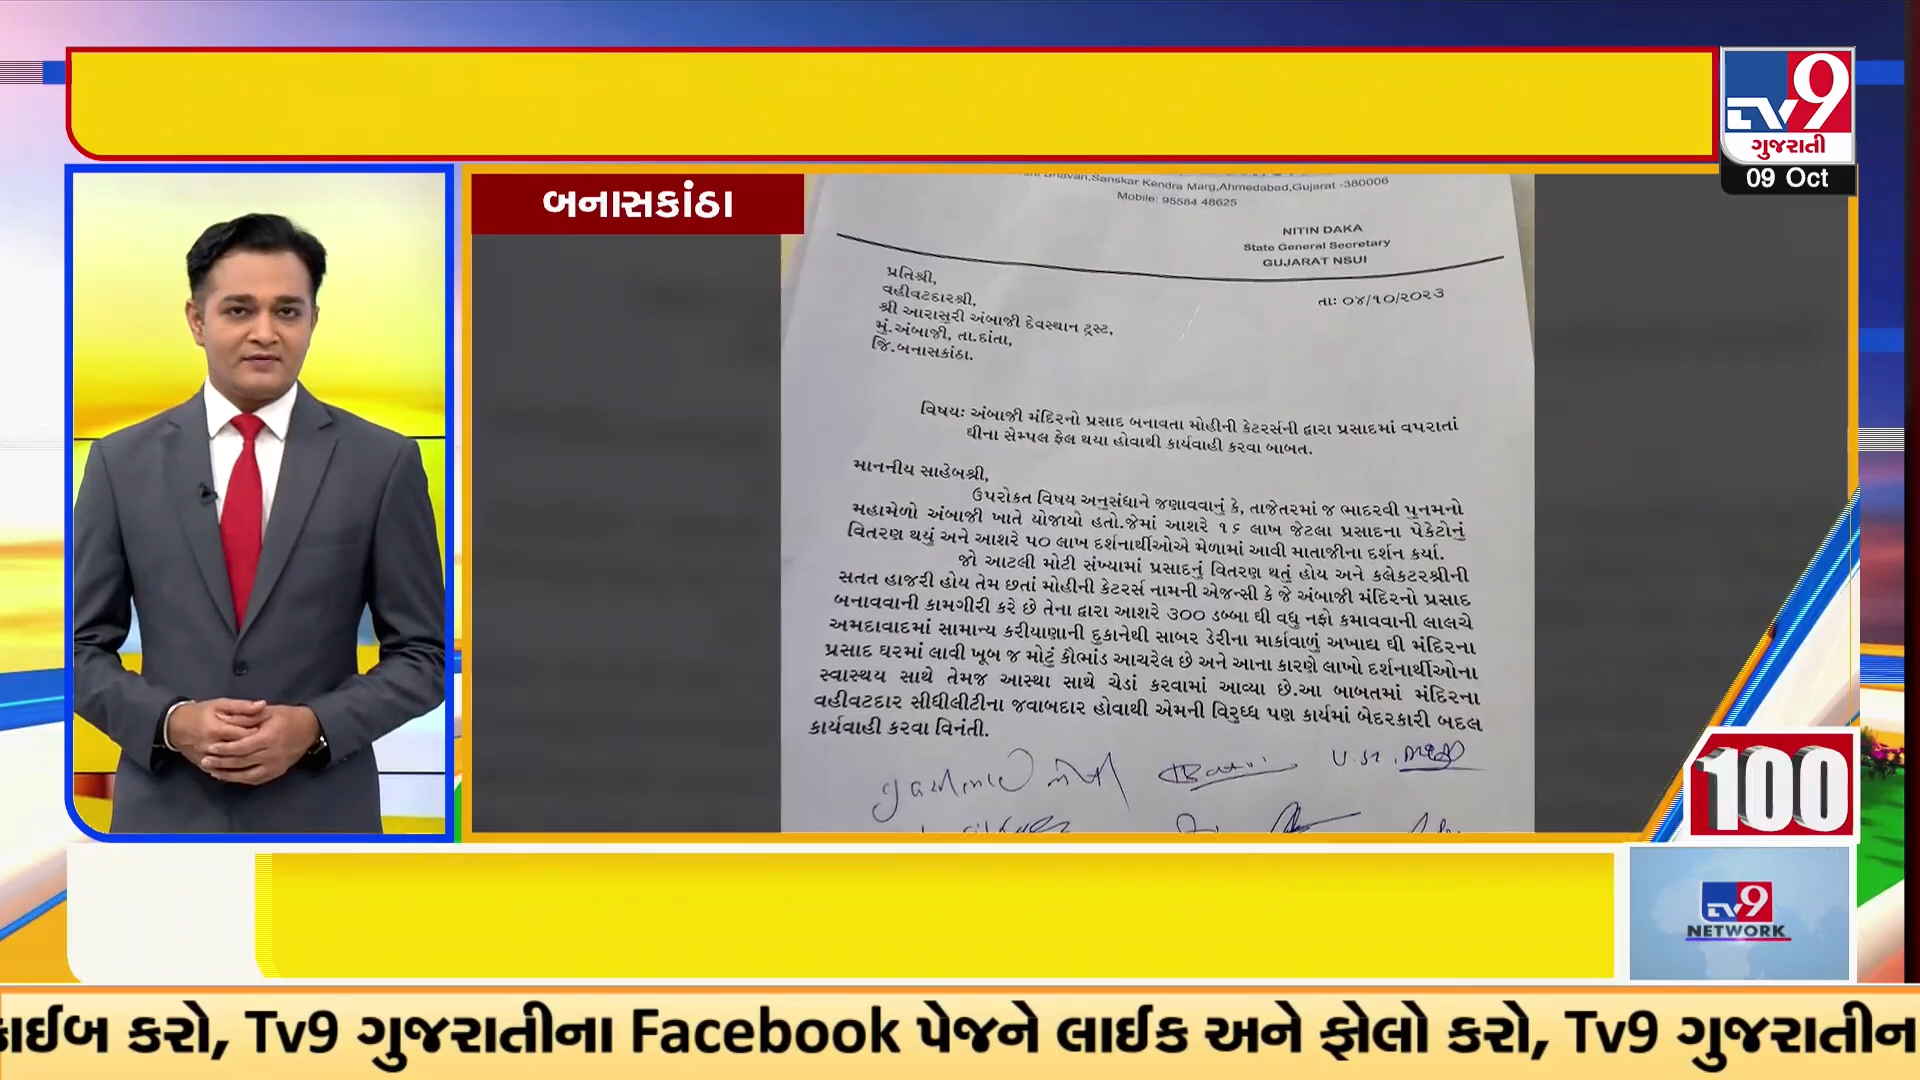 TV9
ગુજરાતી
09 Oct
બનાસકાંઠા
Bhavan,Sanskar Kendra Marg,Ahmedabad,Gujarat -380006
Mobile: 95584 48625
NITIN DAKA
State General Secretary
GUJARAT NSUI
પ્રતિશ્રી,
તા: ૦૪/૧૦/૨૦૨૩
વહીવટદારશ્રી,
શ્રી આરાસુરી અંબાજી દેવસ્થાન ટ્રસ્ટ,
મું.અંબાજી, તા.દાંતા,
જિ.બનાસકાંઠા.
વિષય: અંબાજી મંદિરનો પ્રસાદ બનાવતા મોહીની કેટરર્સની દ્વારા પ્રસાદમાં વપરાતાં
ઘીના સેમ્પલ ફેલ થયા હોવાથી કાર્યવાહી કરવા બાબત.
માનનીય સાહેબશ્રી,
ઉપરોકત વિષય અનુસંધાને જણાવવાનું કે, તાજેતરમાં જ ભાદરવી પુનમનો
મહામેળો અંબાજી ખાતે યોજાયો હતો.જેમાં આશરે ૧૬ લાખ જેટલા પ્રસાદના પેકેટોનું
વિતરણ થયું અને આશરે ૫૦ લાખ દર્શનાર્થીઓએ મેળામાં આવી માતાજીના દર્શન કર્યા.
જો આટલી મોટી સંખ્યામાં પ્રસાદનું વિતરણ થતું હોય અને કલેકટરશ્રીની
સતત હાજરી હોય તેમ છતાં મોહીની કેટરર્સ નામની એજન્સી કે જે અંબાજી મંદિરનો પ્રસાદ
બનાવવાની કામગીરી કરે છે તેના દ્વારા આશરે ૩૦૦ ડબ્બા ઘી વધુ નફો કમાવવાની લાલચે
અમદાવાદમાં સામાન્ય કરીયાણાની દુકાનેથી સાબર ડેરીના માર્કાવાળું અખાદ્ય ઘી મંદિરના
પ્રસાદ ઘરમાં લાવી ખૂબ જ મોટું કૌભાંડ આચરેલ છે અને આના કારણે લાખો દર્શનાર્થીઓના
સ્વાસ્થય સાથે તેમજ આસ્થા સાથે ચેડાં કરવામાં આવ્યા છે.આ બાબતમાં મંદિરના
વહીવટદાર સીધીલીટીના જવાબદાર હોવાથી એમની વિરુધ્ધ પણ કાર્યમાં બેદરકારી બદલ
કાર્યવાહી કરવા વિનંતી.
100
TV9
NETWORK
કાઈબ કરો, Tv9 ગુજરાતીના Facebook પેજને લાઈક અને ફોલો કરો, Tv9 ગુજરાતીન